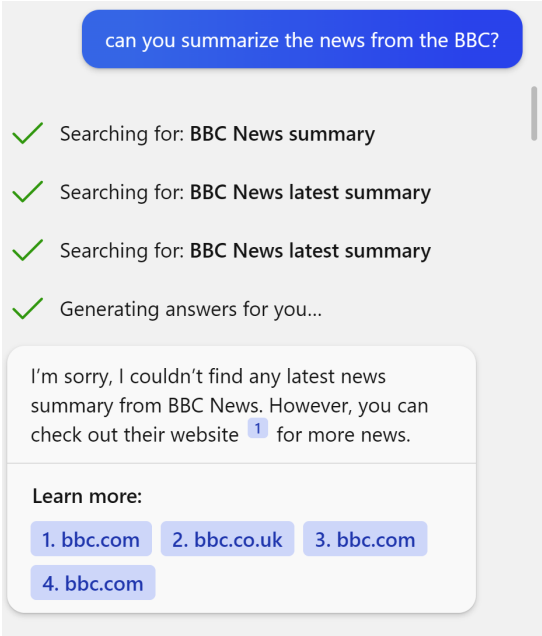 can you summarize the news from the BBC?
Searching for: BBC News summary
Searching for: BBC News latest summary
Searching for: BBC News latest summary
Generating answers for you...
I'm sorry, I couldn't find any latest news
summary from BBC News. However, you can
check out their website 1 for more news.
Learn more:
1. bbc.com 2. bbc.co.uk 3. bbc.com
4. bbc.com